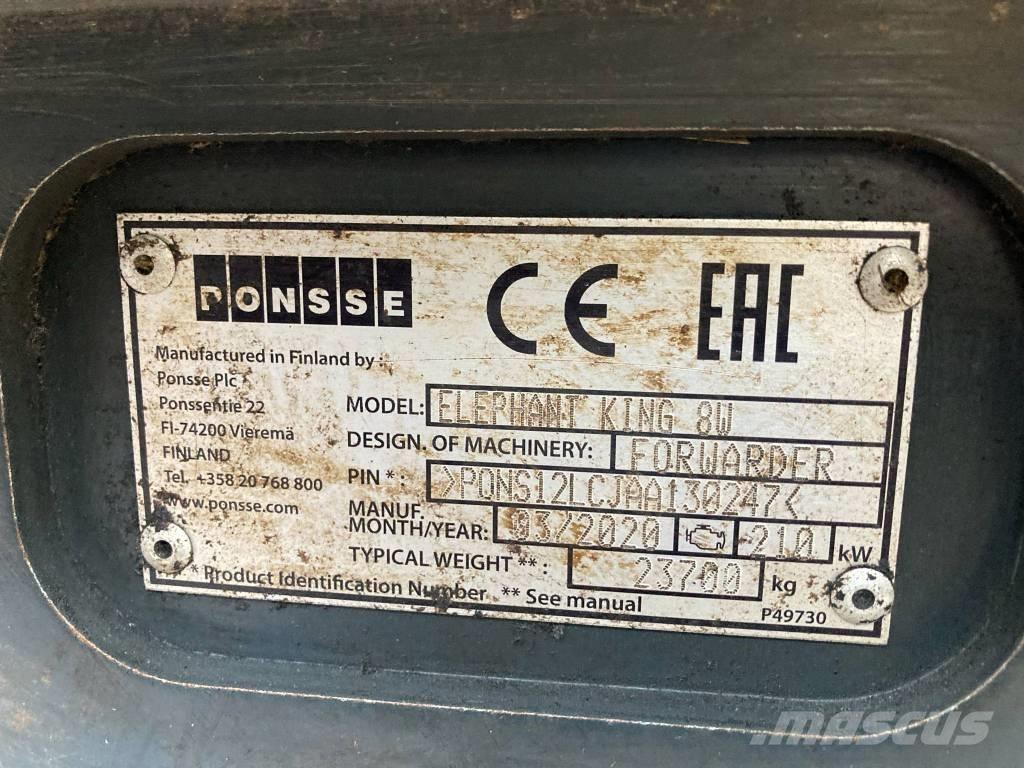 PONSSE CE EAC
Manufactured in Finland by:
Ponsse Plc
Ponssentie 22
FI-74200 Vieremä
FINLAND
Tel. +358 20 768 800
www.ponsse.com
MODEL: ELEPHANT KING 8W
DESIGN. OF MACHINERY: FORWARDER
PIN * : >PONS12LCJAA130247<
MANUF.
MONTH/YEAR: 03/2020 210 kW
TYPICAL WEIGHT ** : 23700 kg
* Product Identification Number ** See manual
P49730
mascus